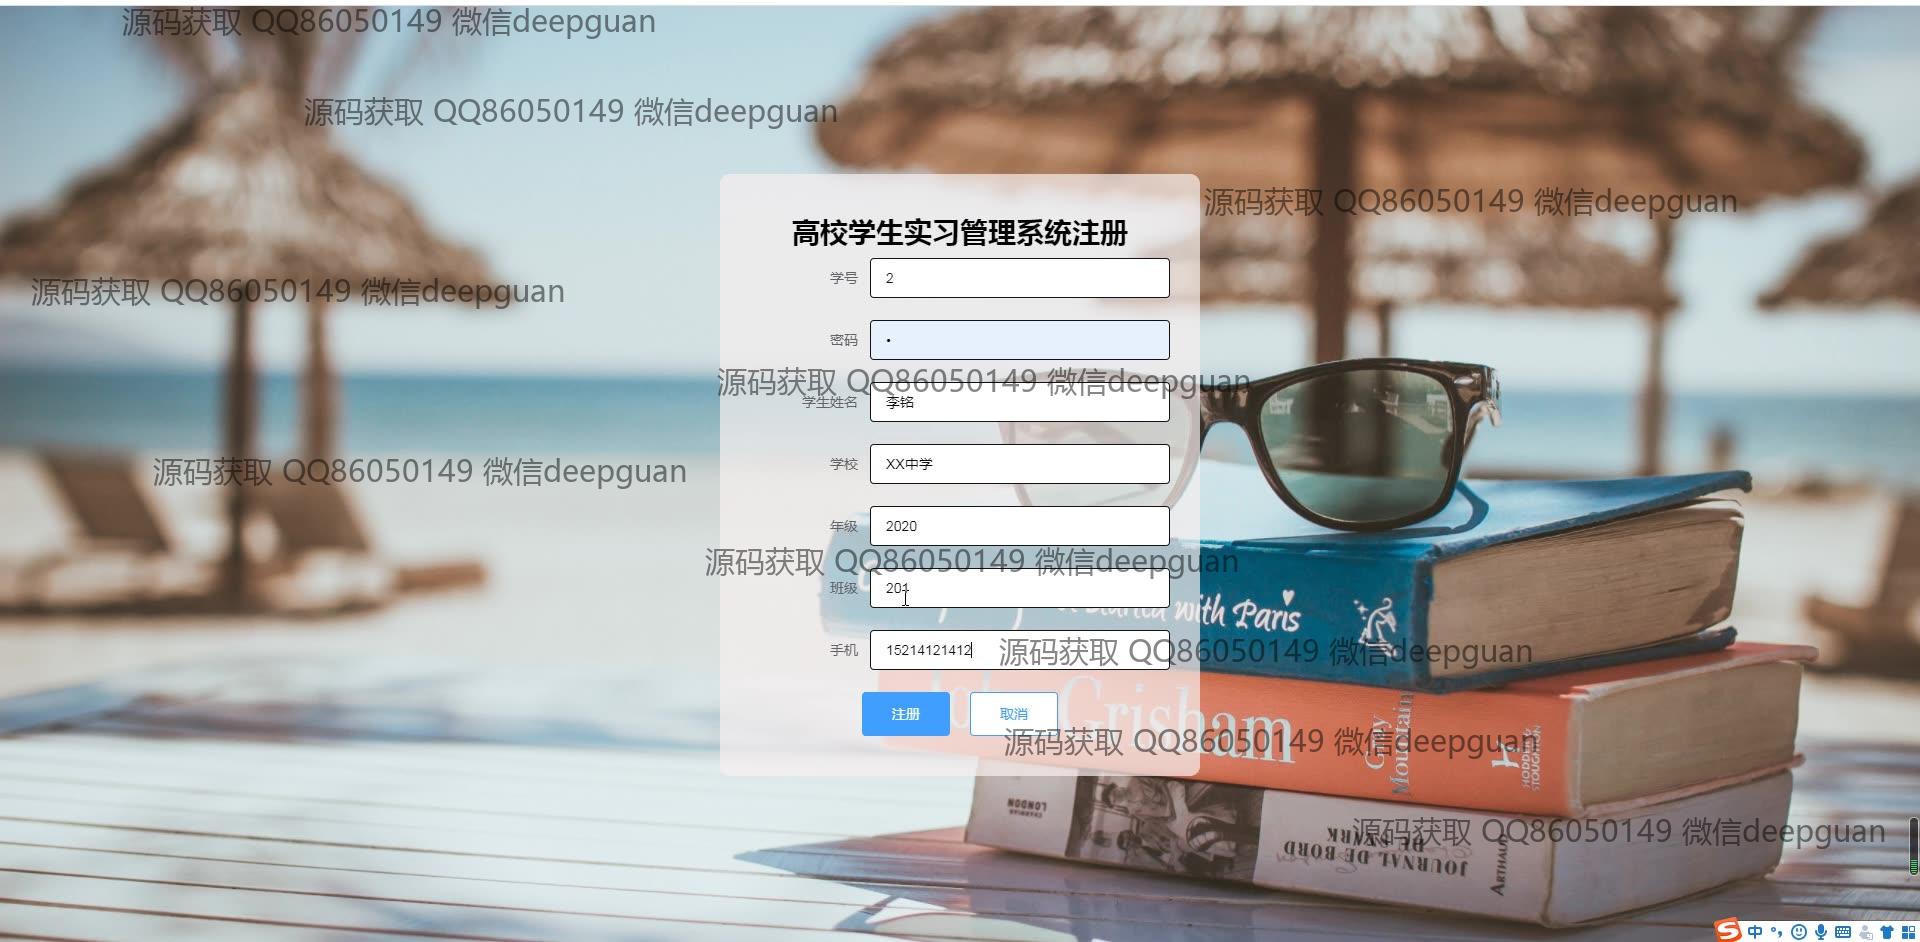 源码获取 QQ86050149 微信deepguan
源码获取 QQ86050149 微信deepguan
源码获取 QQ86050149 微信deepguan
高校学生实习管理系统注册
学号 2
源码获取 QQ86050149 微信deepguan
密码 •
源码获取 QQ86050149 微信deepguan
学生姓名 李铭
学校 XX中学
源码获取 QQ86050149 微信deepguan
年级 2020
源码获取 QQ86050149 微信deepguan
班级 201
with Paris
手机 15214121412
源码获取 QQ86050149 微信deepguan
注册 取消
Grisham
Grey
Mountain
HODDER &
STOUGHTON
源码获取 QQ86050149 微信deepguan
LONDON
源码获取 QQ86050149 微信deepguan
JOURNAL DE BORD
DE DENARK
ARTHAUD
中